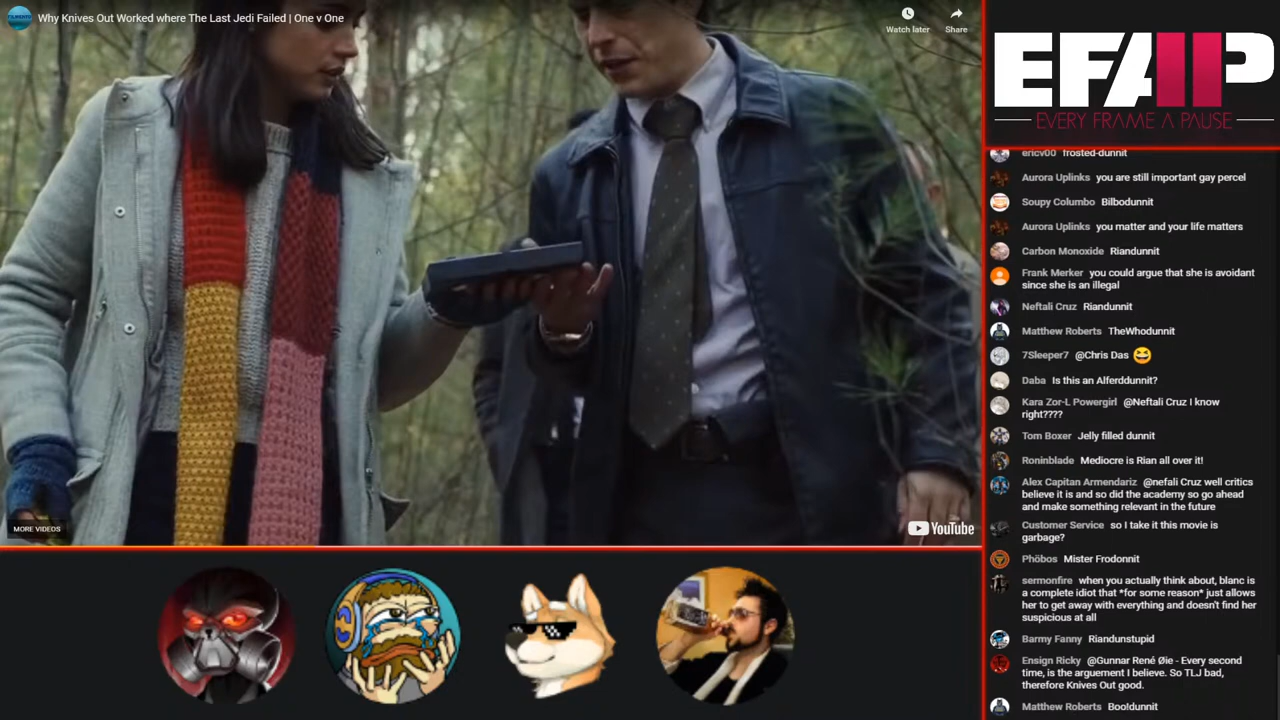 Why Knives Out Worked where The Last Jedi Failed | One v One
Watch later
Share
MORE VIDEOS
YouTube
EFAP
EVERY FRAME A PAUSE
ericv00 frosted-dunnit
Aurora Uplinks you are still important gay percel
Soupy Columbo Bilbodunnit
Aurora Uplinks you matter and your life matters
Carbon Monoxide Riandunnit
Frank Merker you could argue that she is avoidant
since she is an illegal
Neftali Cruz Riandunnit
Matthew Roberts TheWhodunnit
7Sleeper7 @Chris Das 😆
Daba Is this an Alferddunnit?
Kara Zor-L Powergirl @Neftali Cruz I know
right????
Tom Boxer Jelly filled dunnit
Roninblade Mediocre is Rian all over it!
Alex Capitan Armendariz @nefali Cruz well critics
believe it is and so did the academy so go ahead
and make something relevant in the future
Customer Service so I take it this movie is
garbage?
Phöbos Mister Frodonnit
sermonfire when you actually think about, blanc is
a complete idiot that *for some reason* just allows
her to get away with everything and doesn't find her
suspicious at all
Barmy Fanny Riandunstupid
Ensign Ricky @Gunnar René Øie - Every second
time, is the arguement I believe. So TLJ bad,
therefore Knives Out good.
Matthew Roberts Boo!dunnit